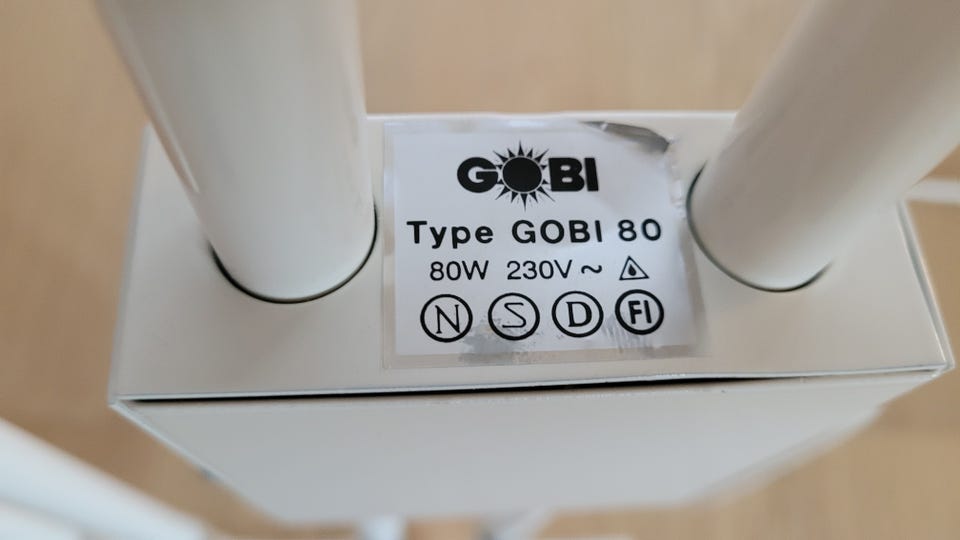 GOBI
Type GOBI 80
80W 230V~
N S D FI